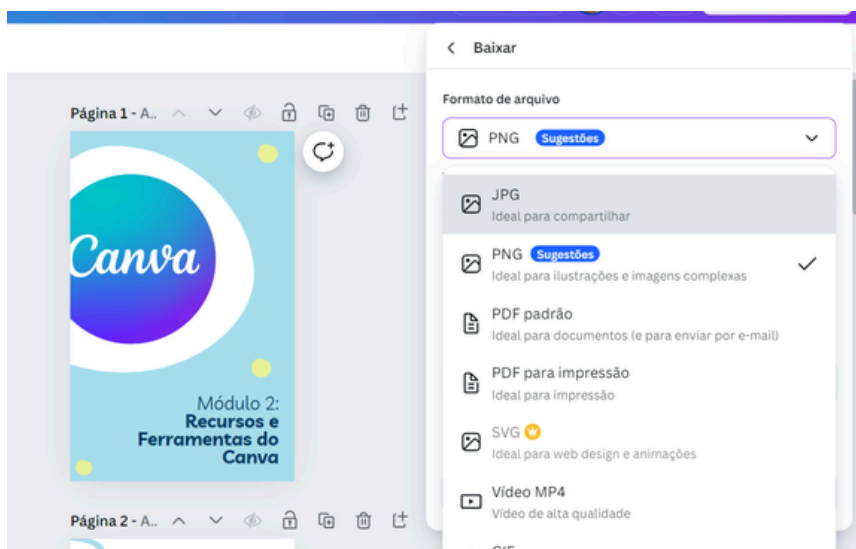 Baixar
Formato de arquivo
PNG Sugestões
JPG
Ideal para compartilhar
PNG Sugestões
Ideal para ilustrações e imagens complexas
PDF padrão
Ideal para documentos (e para enviar por e-mail)
PDF para impressão
Ideal para impressão
SVG
Ideal para web design e animações
Vídeo MP4
Vídeo de alta qualidade
Página 1 - A...
Canva
Módulo 2:
Recursos e
Ferramentas do
Canva
Página 2 - A...